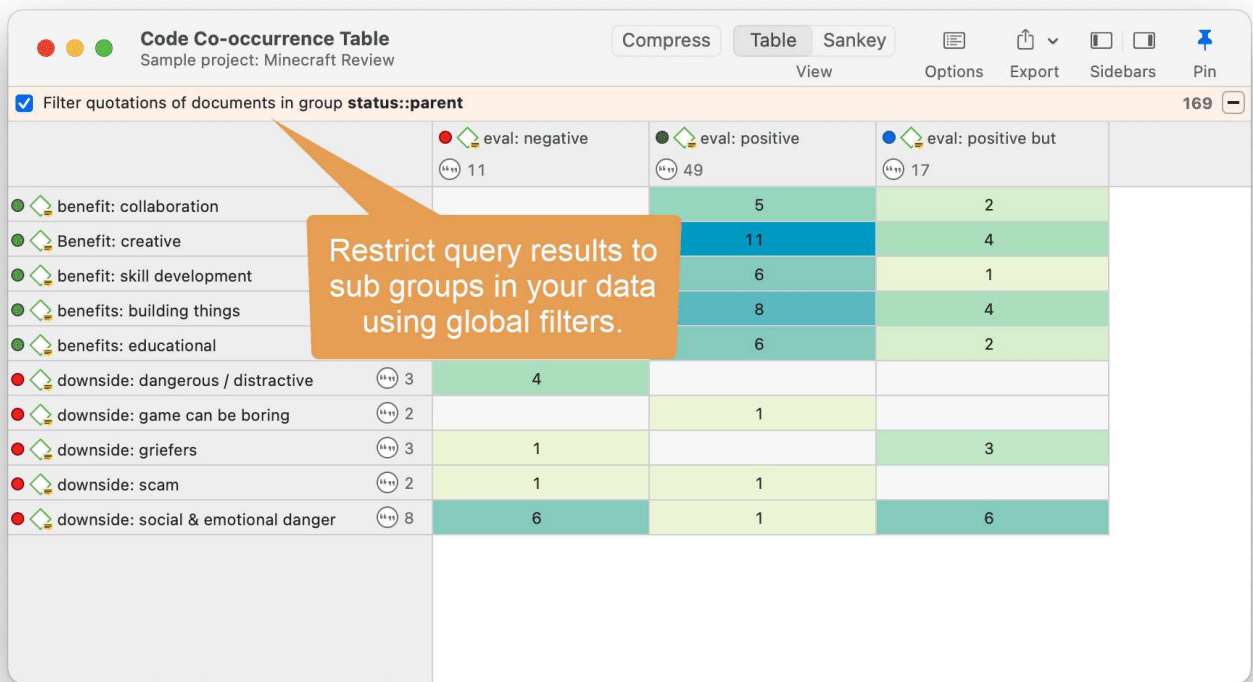 Code Co-occurrence Table
Sample project: Minecraft Review
Compress Table Sankey
View Options Export Sidebars Pin
Filter quotations of documents in group status::parent 169
eval: negative eval: positive eval: positive but
11 49 17
benefit: collaboration 5 2
Benefit: creative 11 4
benefit: skill development 6 1
benefits: building things 8 4
benefits: educational 6 2
Restrict query results to
sub groups in your data
using global filters.
downside: dangerous / distractive 3 4
downside: game can be boring 2 1
downside: griefers 3 1 3
downside: scam 2 1 1
downside: social & emotional danger 8 6 1 6